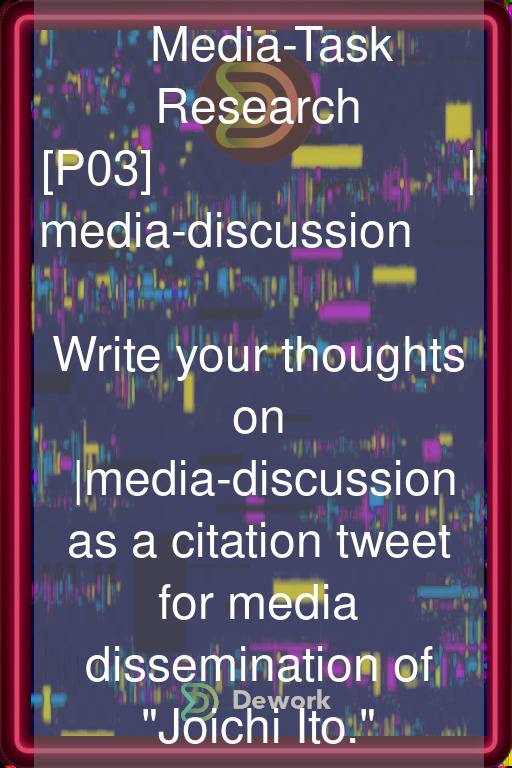 Media-Task
Research
[P03] |
media-discussion
Write your thoughts
on
|media-discussion
as a citation tweet
for media
dissemination of
Dework
"Joichi Ito."